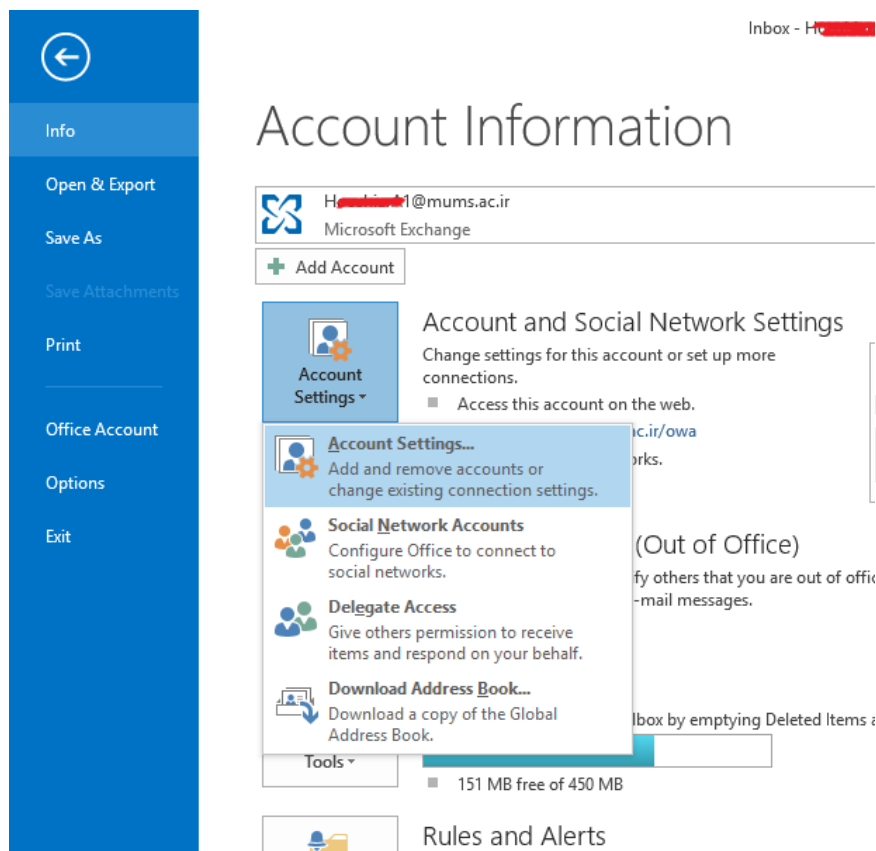 Inbox - H
Info
Open & Export
Save As
Save Attachments
Print
Office Account
Options
Exit
Account Information
1@mums.ac.ir
Microsoft Exchange
Add Account
Account
Settings
Account and Social Network Settings
Change settings for this account or set up more
connections.
Access this account on the web.
ac.ir/owa
orks.
Account Settings...
Add and remove accounts or
change existing connection settings.
Social Network Accounts
Configure Office to connect to
social networks.
Delegate Access
Give others permission to receive
items and respond on your behalf.
Download Address Book...
Download a copy of the Global
Address Book.
(Out of Office)
fy others that you are out of offic
-mail messages.
lbox by emptying Deleted Items a
Tools
151 MB free of 450 MB
Rules and Alerts